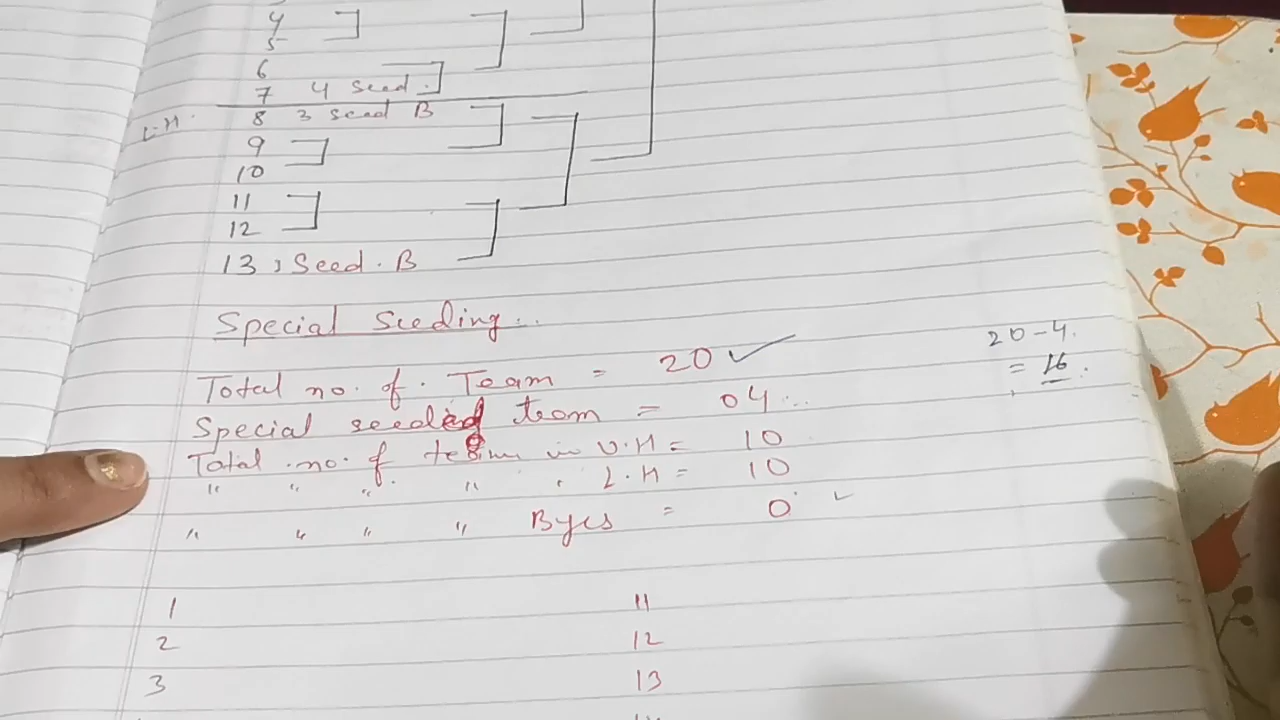 4
5
6
7 4 seed.
L.H. 8 3 seed B
9
10
11
12
13 , Seed. B
Special Seeding...
20-4.
= 16.
Total no. of. Team = 20 ✓
Special seeded team = 04...
Total no. of team in U.H = 10
" " " " " L.H = 10
" " " " Byes = 0 ✓
1 11
2 12
3 13